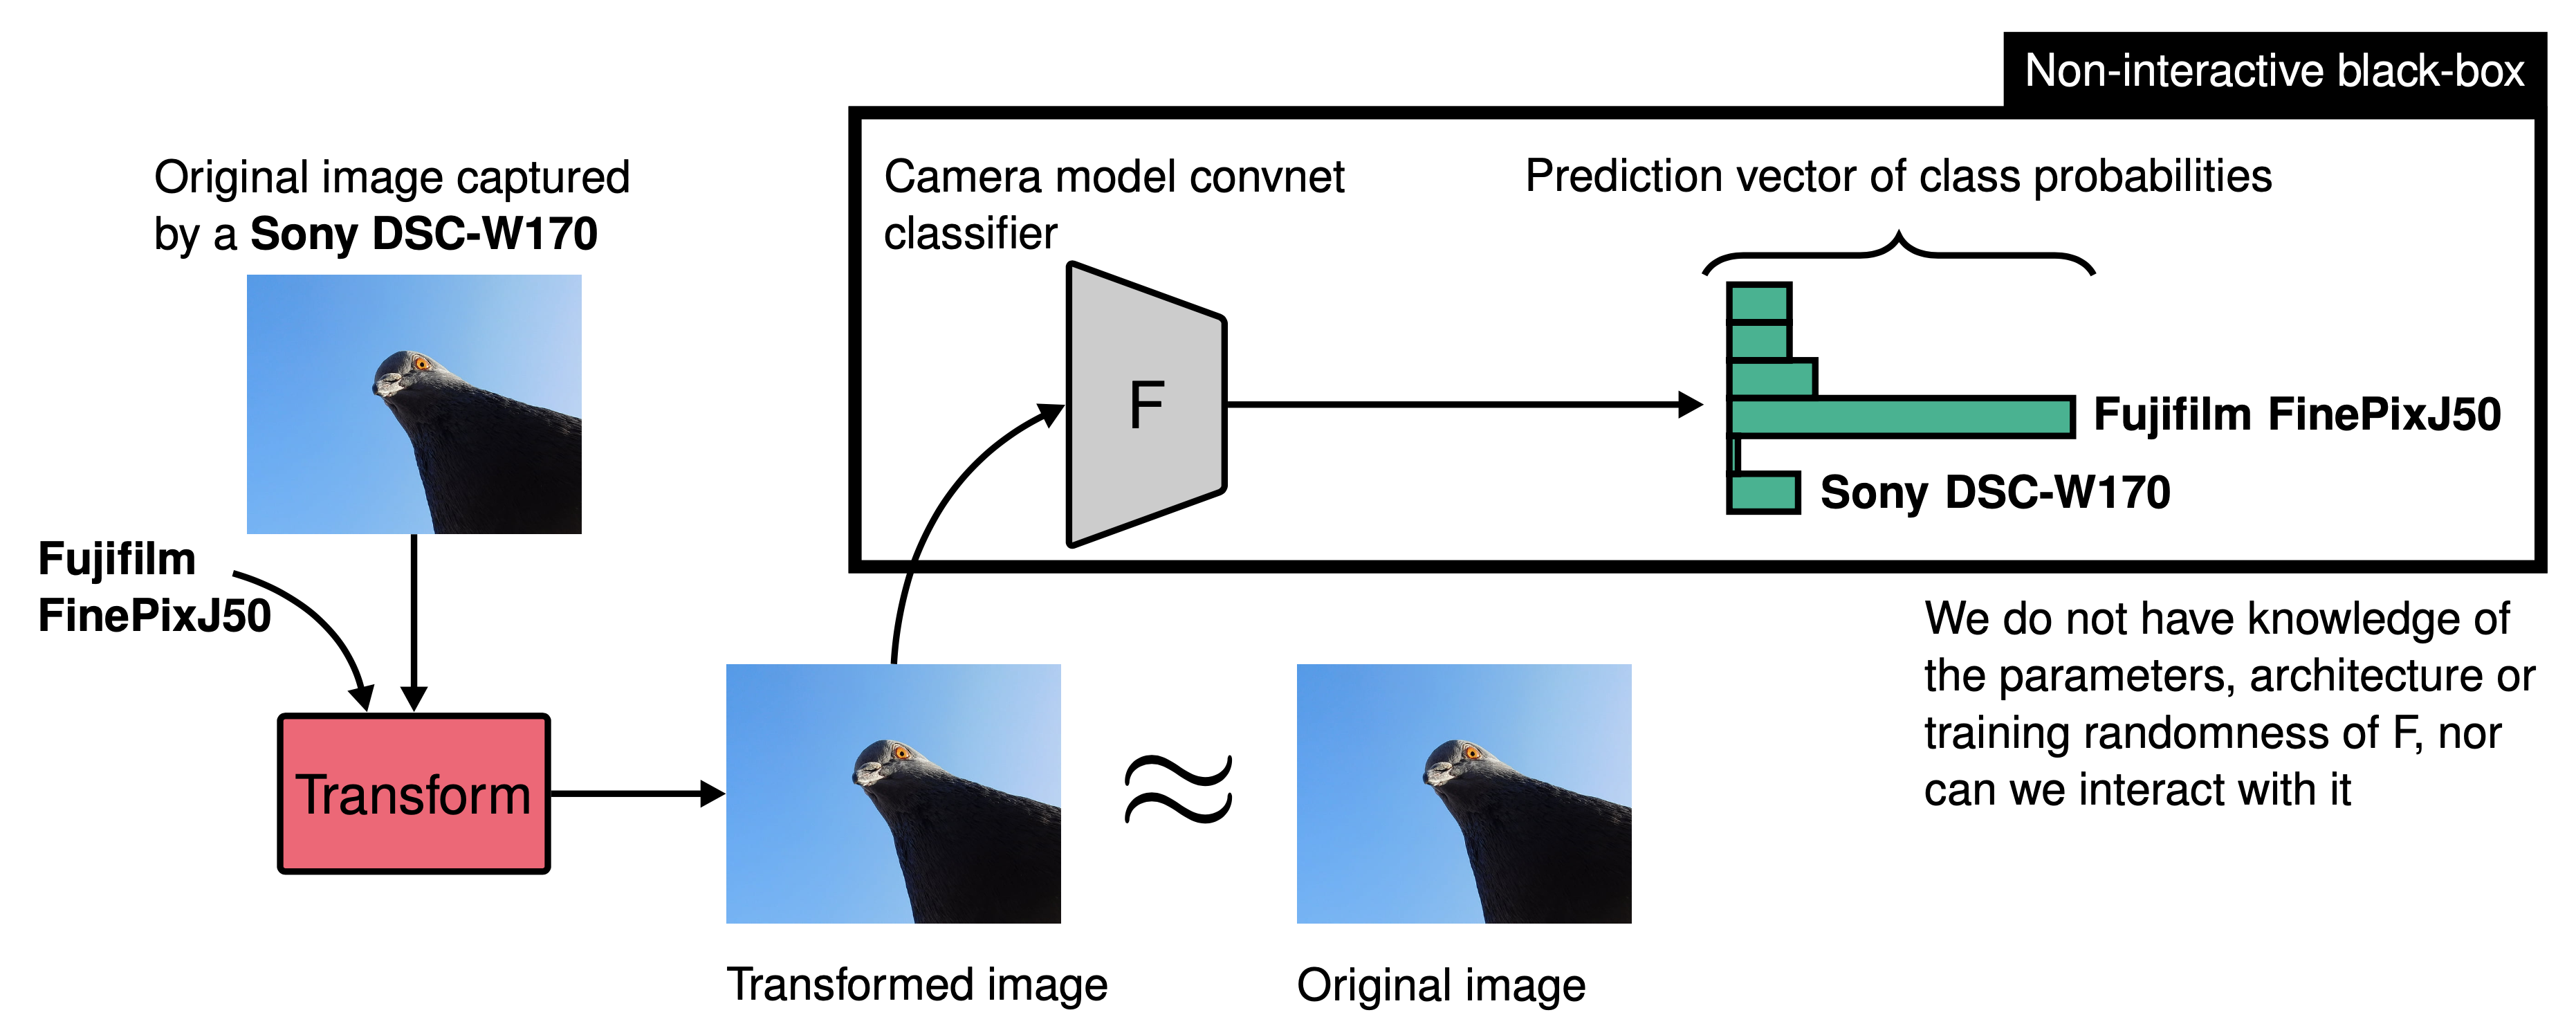 Non-interactive black-box
Original image captured
by a Sony DSC-W170
Camera model convnet
classifier
Prediction vector of class probabilities
F
Fujifilm FinePixJ50
Sony DSC-W170
Fujifilm
FinePixJ50
Transform
We do not have knowledge of
the parameters, architecture or
training randomness of F, nor
can we interact with it
≈
Transformed image
Original image